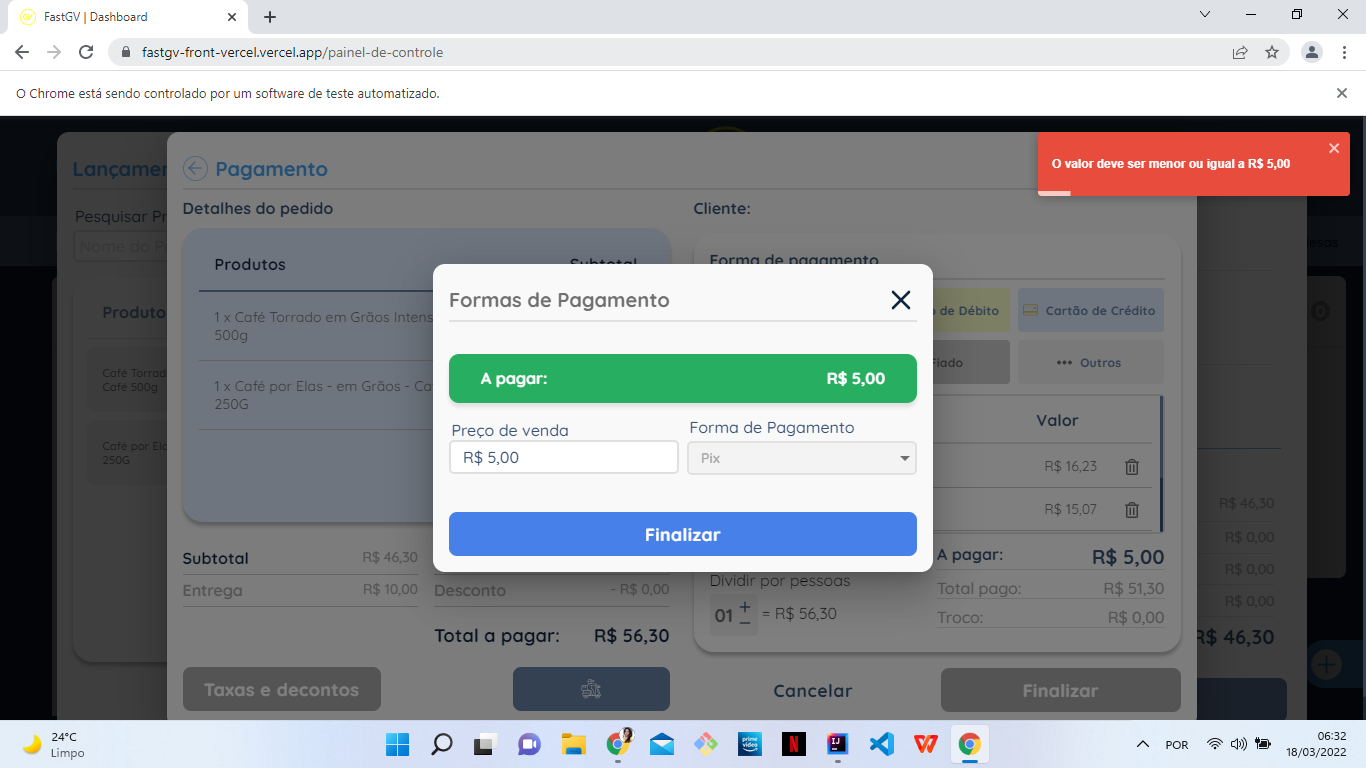 FastGV | Dashboard
fastgv-front-vercel.vercel.app/painel-de-controle
O Chrome está sendo controlado por um software de teste automatizado.
O valor deve ser menor ou igual a R$ 5,00
Lançamen
Pesquisar Pr
Nome do P
Produto
Café Torrad
Café 500g
Café por Ela
250G
Pagamento
Detalhes do pedido
Produtos
Subtotal
1 x Café Torrado em Grãos Intens
500g
1 x Café por Elas - em Grãos - Ca
250G
Subtotal
R$ 46,30
Entrega
R$ 10,00
Desconto
- R$ 0,00
Total a pagar:
R$ 56,30
Taxas e decontos
Cliente:
Forma de pagamento
o de Débito
Cartão de Crédito
Fiado
Outros
Valor
R$ 16,23
R$ 15,07
A pagar:
R$ 5,00
Dividir por pessoas
Total pago:
R$ 51,30
01
+
−
= R$ 56,30
Troco:
R$ 0,00
Cancelar
Finalizar
Formas de Pagamento
A pagar:
R$ 5,00
Preço de venda
Forma de Pagamento
R$ 5,00
Pix
Finalizar
esas
0
R$ 46,30
R$ 0,00
R$ 0,00
R$ 0,00
R$ 46,30
24°C
Limpo
prime video
N
IJ
W
POR
06:32
18/03/2022